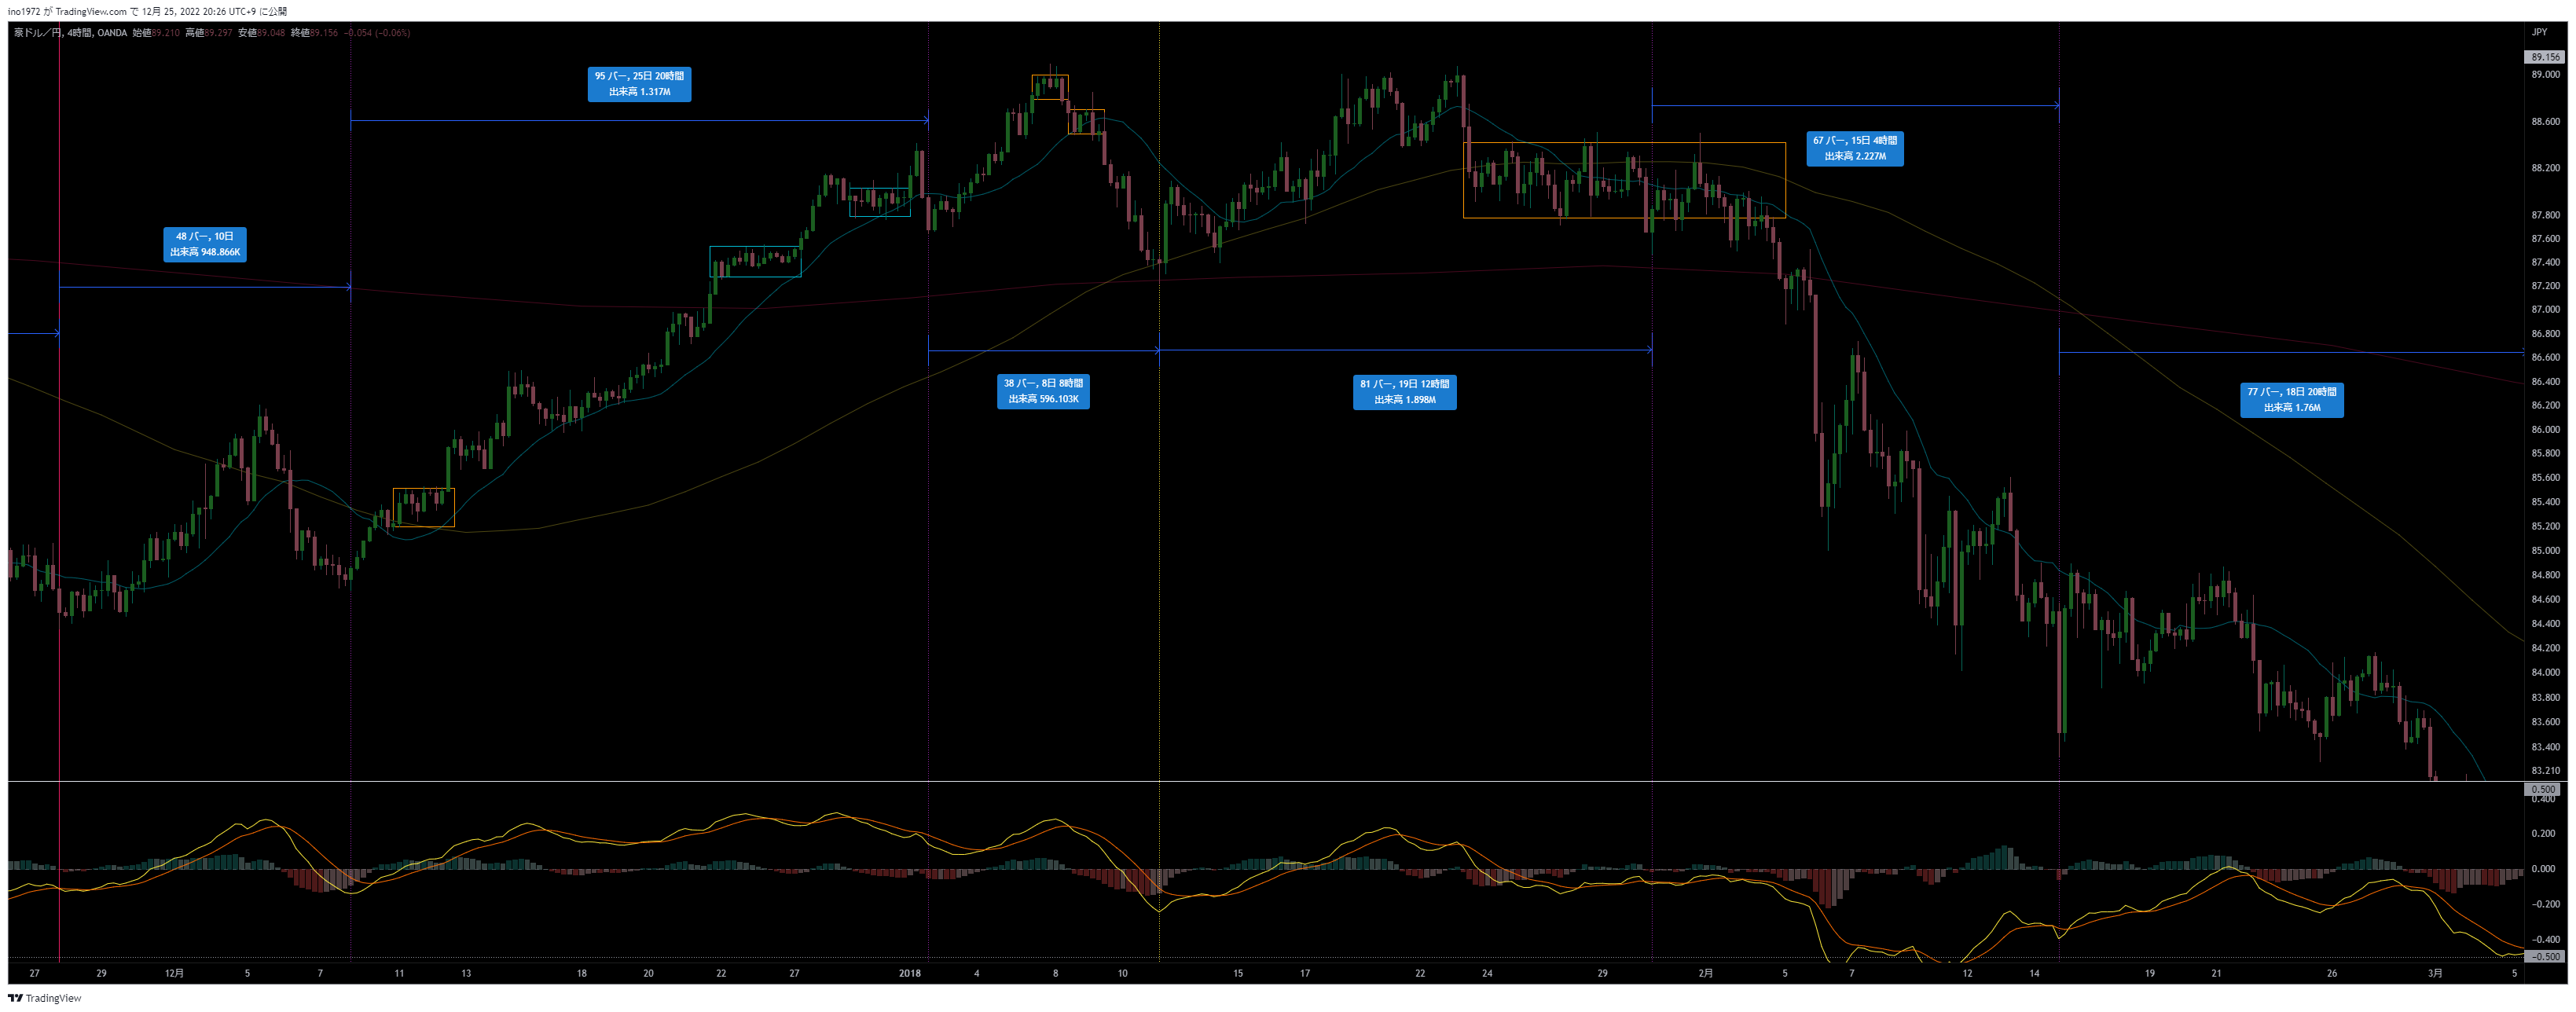 ino1972 が TradingView.com で 12月 25, 2022 20:26 UTC+9 に公開
豪ドル／円, 4時間, OANDA 始値89.210 高値89.297 安値89.048 終値89.156 −0.054 (−0.06%)
JPY
89.156
89.000
88.600
88.200
87.800
87.600
87.400
87.200
87.000
86.800
86.600
86.400
86.200
86.000
85.800
85.600
85.400
85.200
85.000
84.800
84.600
84.400
84.200
84.000
83.800
83.600
83.400
83.210
95 バー, 25日 20時間
出来高 1.317M
67 バー, 15日 4時間
出来高 2.227M
48 バー, 10日
出来高 948.866K
38 バー, 8日 8時間
出来高 596.103K
81 バー, 19日 12時間
出来高 1.898M
77 バー, 18日 20時間
出来高 1.76M
0.500
0.400
0.200
0.000
−0.200
−0.400
−0.500
27 29 12月 5 7 11 13 18 20 22 27 2018 4 8 10 15 17 22 24 29 2月 5 7 12 14 19 21 26 3月 5
TradingView